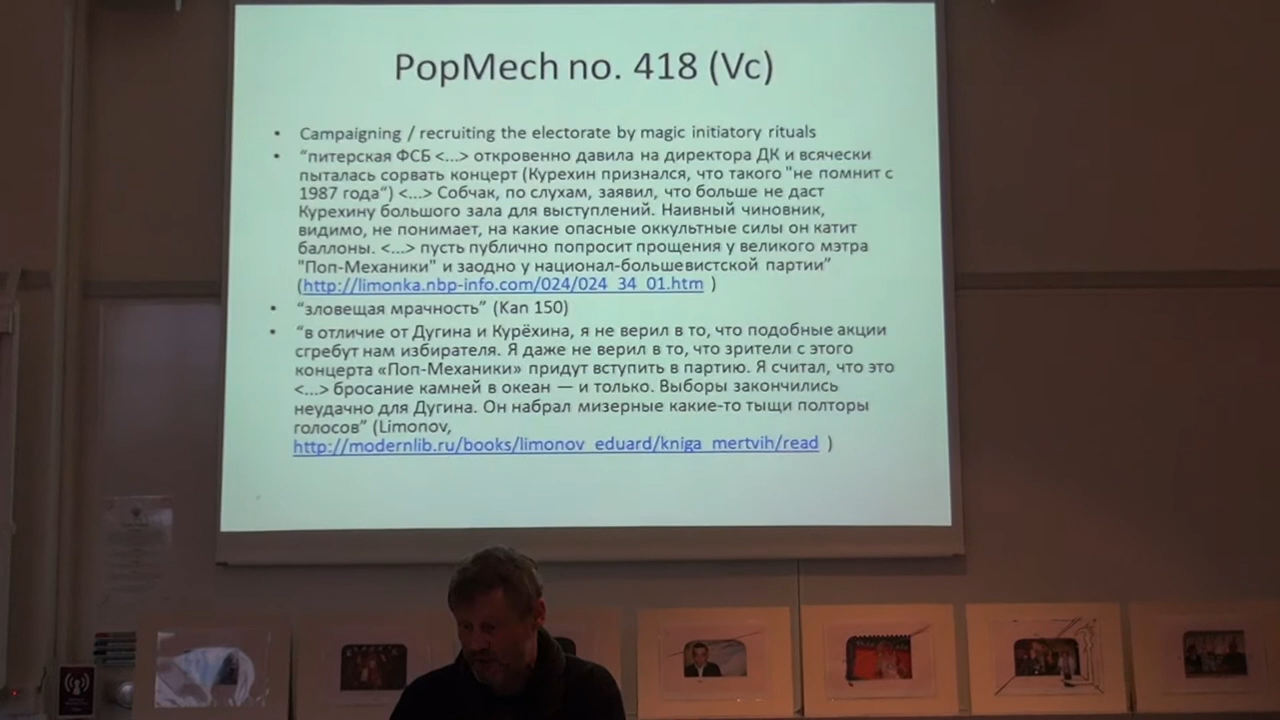 PopMech no. 418 (Vc)
• Campaigning / recruiting the electorate by magic initiatory rituals
• “питерская ФСБ <...> откровенно давила на директора ДК и всячески
пыталась сорвать концерт (Курехин признался, что такого "не помнит с
1987 года“) <...> Собчак, по слухам, заявил, что больше не даст
Курехину большого зала для выступлений. Наивный чиновник,
видимо, не понимает, на какие опасные оккультные силы он катит
баллоны. <...> пусть публично попросит прощения у великого мэтра
"Поп-Механики" и заодно у национал-большевистской партии”
(http://limonka.nbp-info.com/024/024_34_01.htm )
• “зловещая мрачность” (Kan 150)
• “в отличие от Дугина и Курёхина, я не верил в то, что подобные акции
сгребут нам избирателя. Я даже не верил в то, что зрители с этого
концерта «Поп-Механики» придут вступить в партию. Я считал, что это
<...> бросание камней в океан — и только. Выборы закончились
неудачно для Дугина. Он набрал мизерные какие-то тыщи полторы
голосов” (Limonov,
http://modernlib.ru/books/limonov_eduard/kniga_mertvih/read )